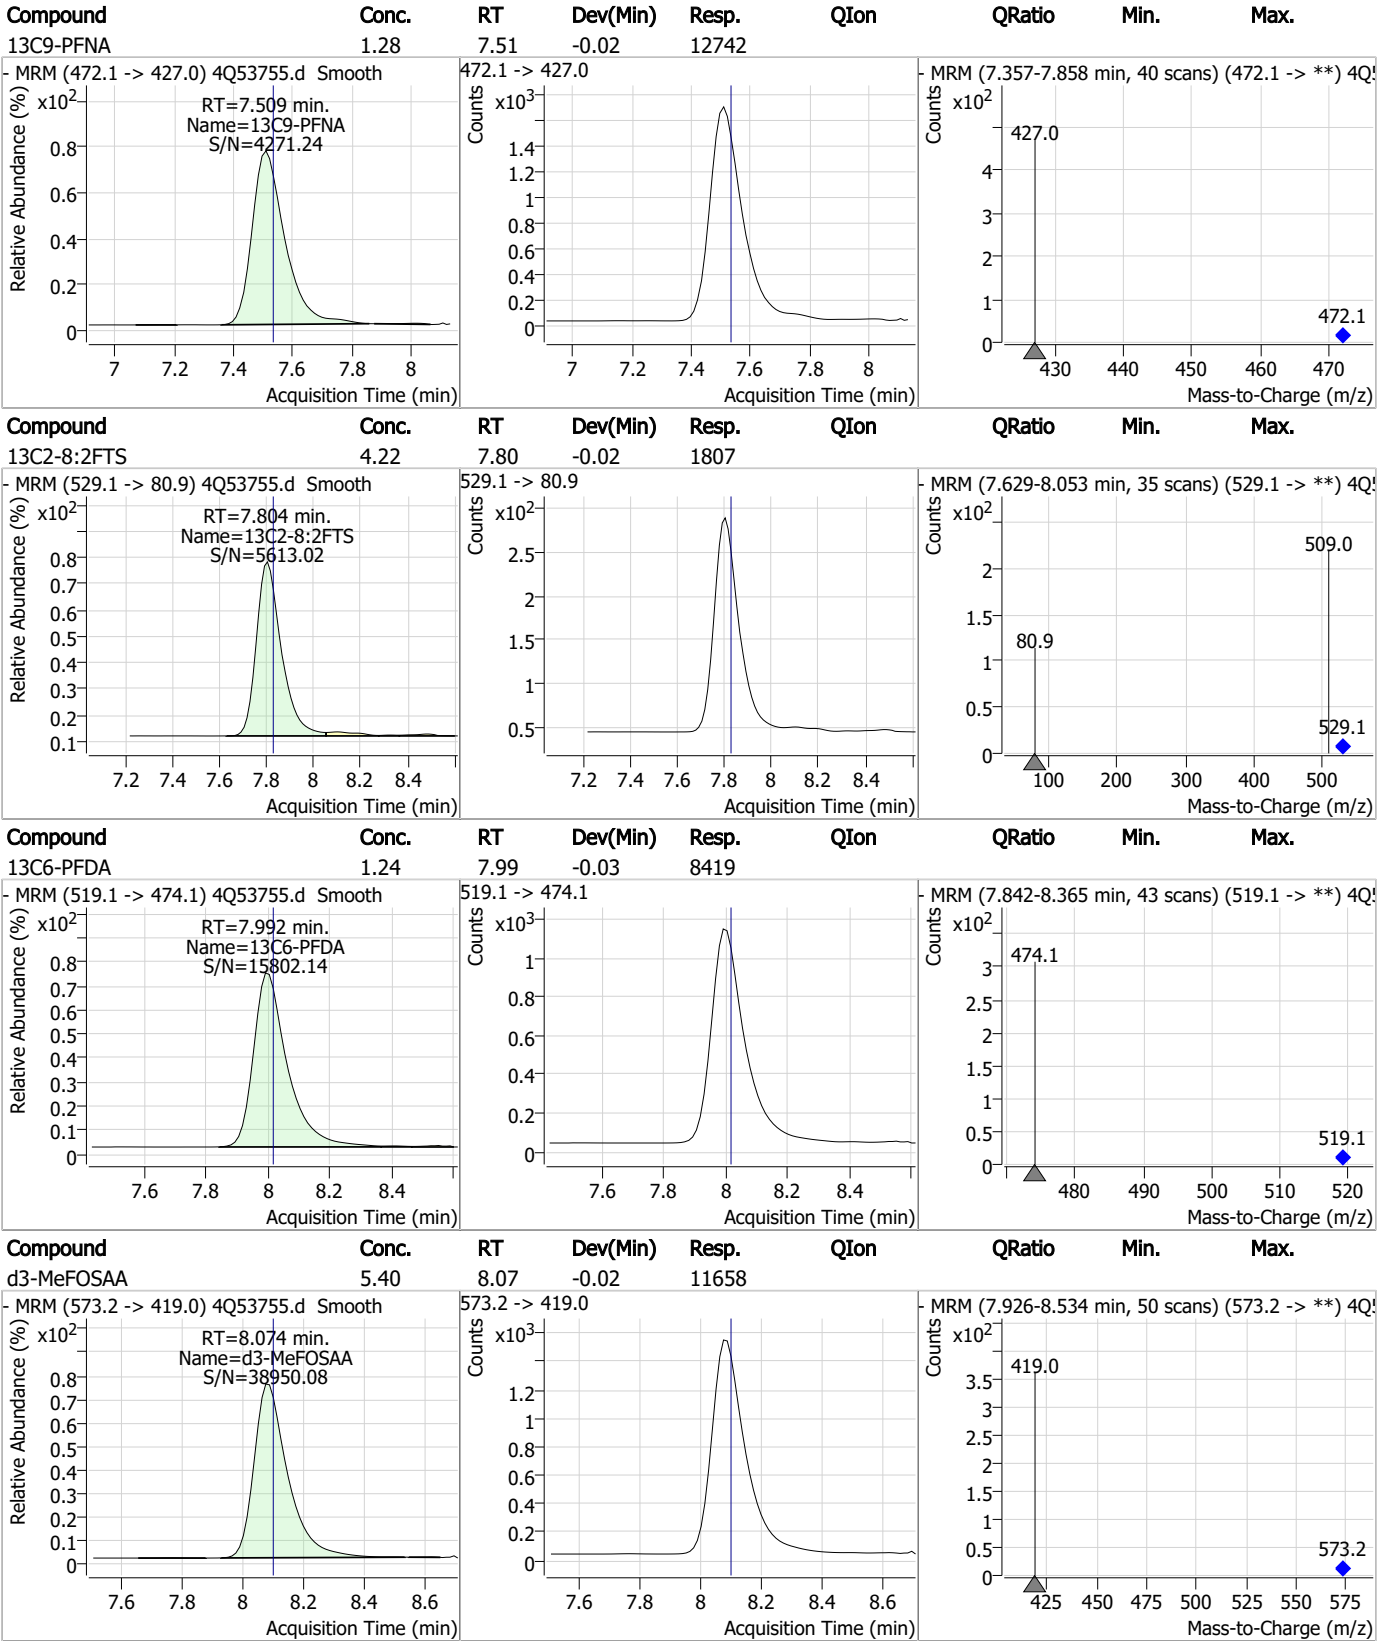 Compound Conc. RT Dev(Min) Resp. QIon QRatio Min. Max.
13C9-PFNA 1.28 7.51 -0.02 12742
- MRM (472.1 -> 427.0) 4Q53755.d Smooth
x10²
RT=7.509 min.
Name=13C9-PFNA
S/N=4271.24
Relative Abundance (%)
0.8
0.6
0.4
0.2
0
7 7.2 7.4 7.6 7.8 8
Acquisition Time (min)
472.1 -> 427.0
Counts
x10³
1.4
1.2
1
0.8
0.6
0.4
0.2
0
7 7.2 7.4 7.6 7.8 8
Acquisition Time (min)
- MRM (7.357-7.858 min, 40 scans) (472.1 -> **) 4Q5
Counts
x10²
427.0
4
3
2
1
0
472.1
430 440 450 460 470
Mass-to-Charge (m/z)
Compound Conc. RT Dev(Min) Resp. QIon QRatio Min. Max.
13C2-8:2FTS 4.22 7.80 -0.02 1807
- MRM (529.1 -> 80.9) 4Q53755.d Smooth
x10²
RT=7.804 min.
Name=13C2-8:2FTS
S/N=5613.02
Relative Abundance (%)
0.8
0.7
0.6
0.5
0.4
0.3
0.2
0.1
7.2 7.4 7.6 7.8 8 8.2 8.4
Acquisition Time (min)
529.1 -> 80.9
Counts
x10²
2.5
2
1.5
1
0.5
7.2 7.4 7.6 7.8 8 8.2 8.4
Acquisition Time (min)
- MRM (7.629-8.053 min, 35 scans) (529.1 -> **) 4Q5
Counts
x10²
509.0
2
1.5
80.9
1
0.5
0
529.1
100 200 300 400 500
Mass-to-Charge (m/z)
Compound Conc. RT Dev(Min) Resp. QIon QRatio Min. Max.
13C6-PFDA 1.24 7.99 -0.03 8419
- MRM (519.1 -> 474.1) 4Q53755.d Smooth
x10²
RT=7.992 min.
Name=13C6-PFDA
S/N=15802.14
Relative Abundance (%)
0.8
0.7
0.6
0.5
0.4
0.3
0.2
0.1
0
7.6 7.8 8 8.2 8.4
Acquisition Time (min)
519.1 -> 474.1
Counts
x10³
1
0.8
0.6
0.4
0.2
0
7.6 7.8 8 8.2 8.4
Acquisition Time (min)
- MRM (7.842-8.365 min, 43 scans) (519.1 -> **) 4Q5
Counts
x10²
474.1
3
2.5
2
1.5
1
0.5
0
519.1
480 490 500 510 520
Mass-to-Charge (m/z)
Compound Conc. RT Dev(Min) Resp. QIon QRatio Min. Max.
d3-MeFOSAA 5.40 8.07 -0.02 11658
- MRM (573.2 -> 419.0) 4Q53755.d Smooth
x10²
RT=8.074 min.
Name=d3-MeFOSAA
S/N=38950.08
Relative Abundance (%)
0.8
0.7
0.6
0.5
0.4
0.3
0.2
0.1
0
7.6 7.8 8 8.2 8.4 8.6
Acquisition Time (min)
573.2 -> 419.0
Counts
x10³
1.2
1
0.8
0.6
0.4
0.2
0
7.6 7.8 8 8.2 8.4 8.6
Acquisition Time (min)
- MRM (7.926-8.534 min, 50 scans) (573.2 -> **) 4Q5
Counts
x10²
419.0
3.5
3
2.5
2
1.5
1
0.5
0
573.2
425 450 475 500 525 550 575
Mass-to-Charge (m/z)